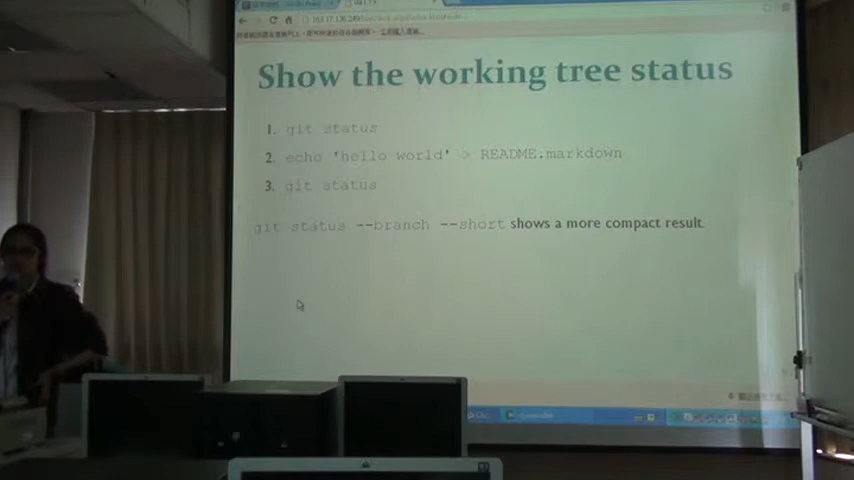 Show the working tree status
1. git status
2. echo 'hello world' > README.markdown
3. git status
git status --branch --short shows a more compact result